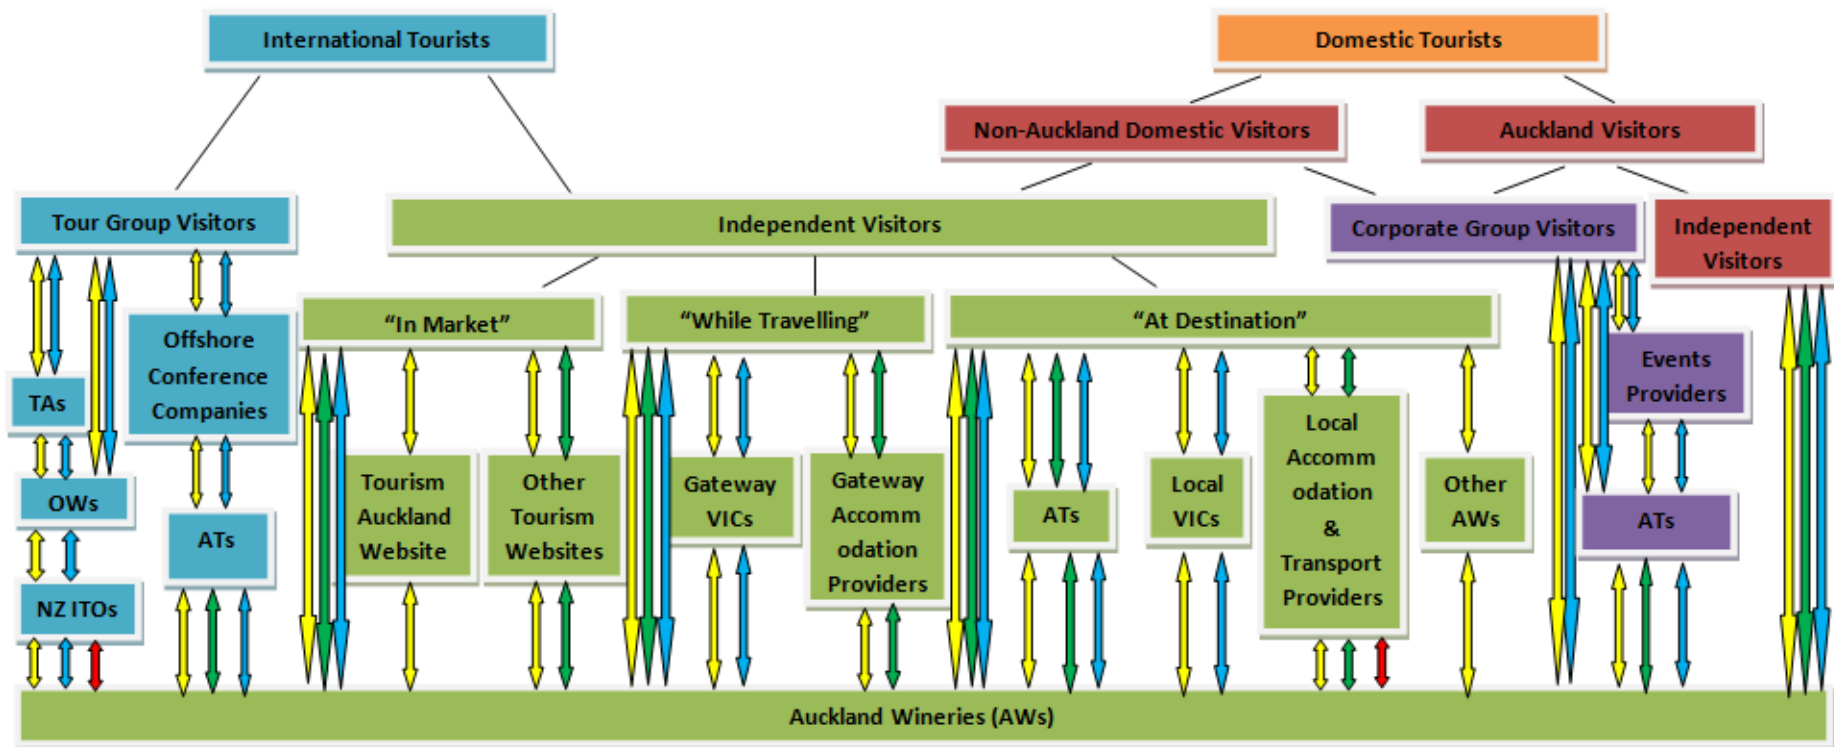 International Tourists
Domestic Tourists
Non-Auckland Domestic Visitors
Auckland Visitors
Tour Group Visitors
Independent Visitors
Corporate Group Visitors
Independent
Visitors
"In Market"
"While Travelling"
"At Destination"
Offshore
Conference
Companies
Events
Providers
TAs
OWs
ATs
NZ ITOs
Tourism
Auckland
Website
Other
Tourism
Websites
Gateway
VICs
Gateway
Accomm
odation
Providers
ATs
Local
VICs
Local
Accomm
odation
&
Transport
Providers
Other
AWs
ATs
Auckland Wineries (AWs)